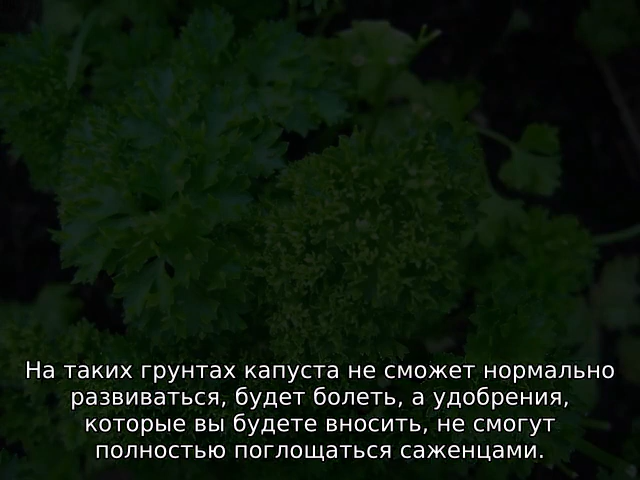 На таких грунтах капуста не сможет нормально
развиваться, будет болеть, а удобрения,
которые вы будете вносить, не смогут
полностью поглощаться саженцами.